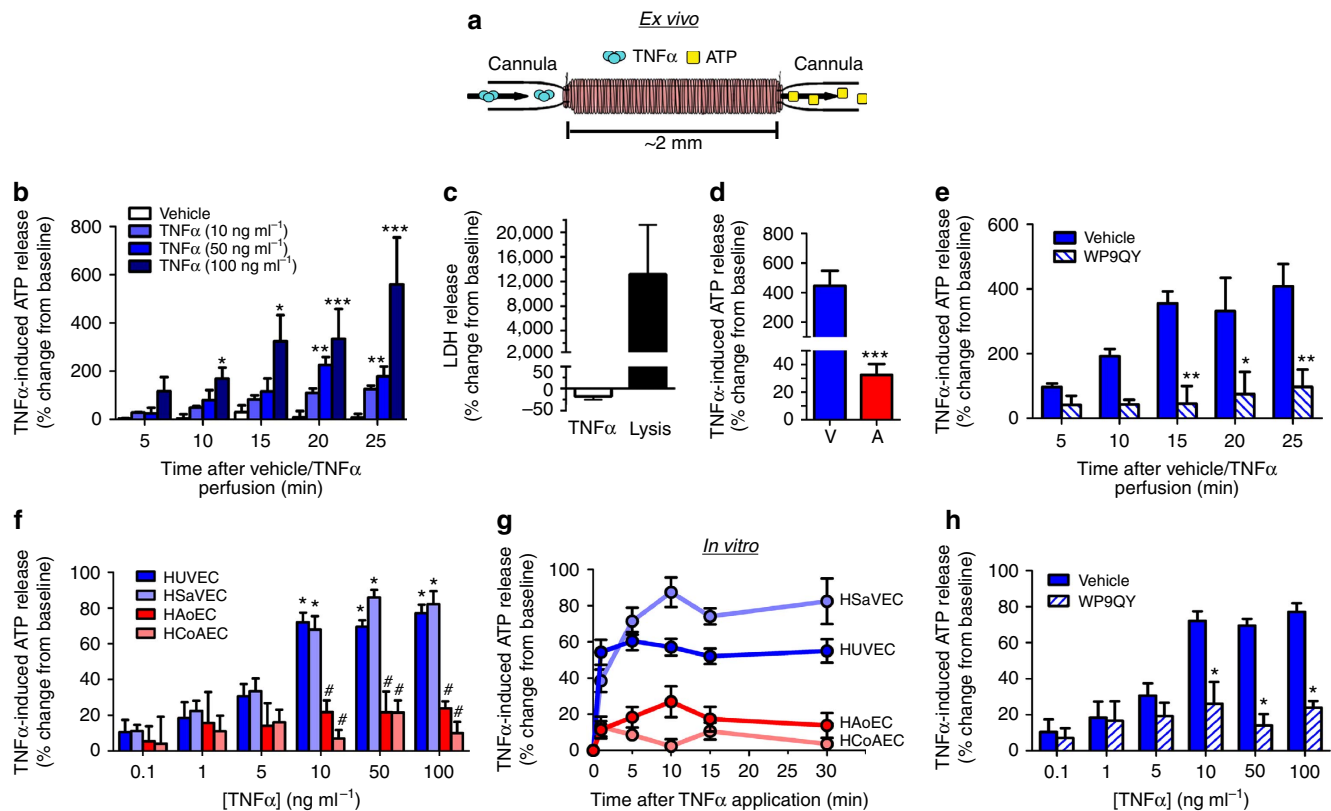 a
Ex vivo
TNFα ATP
Cannula Cannula
~2 mm
b
TNFα-induced ATP release
(% change from baseline)
800
600
400
200
0
Vehicle
TNFα (10 ng ml⁻¹)
TNFα (50 ng ml⁻¹)
TNFα (100 ng ml⁻¹)
* * ** *** ** ***
5 10 15 20 25
Time after vehicle/TNFα
perfusion (min)
c
LDH release
(% change from baseline)
20,000
16,000
12,000
8,000
4,000
2,000
50
0
−50
TNFα Lysis
d
TNFα-induced ATP release
(% change from baseline)
600
400
200
40
20
0
***
V A
e
TNFα-induced ATP release
(% change from baseline)
600
400
200
0
Vehicle
WP9QY
** * **
5 10 15 20 25
Time after vehicle/TNFα
perfusion (min)
f
TNFα-induced ATP release
(% change from baseline)
100
80
60
40
20
0
HUVEC
HSaVEC
HAoEC
HCoAEC
* * # # * * # # * * # #
0.1 1 5 10 50 100
[TNFα] (ng ml⁻¹)
g
In vitro
TNFα-induced ATP release
(% change from baseline)
100
80
60
40
20
0
HSaVEC
HUVEC
HAoEC
HCoAEC
0 5 10 15 20 25 30
Time after TNFα application (min)
h
TNFα-induced ATP release
(% change from baseline)
100
80
60
40
20
0
Vehicle
WP9QY
* * *
0.1 1 5 10 50 100
[TNFα] (ng ml⁻¹)